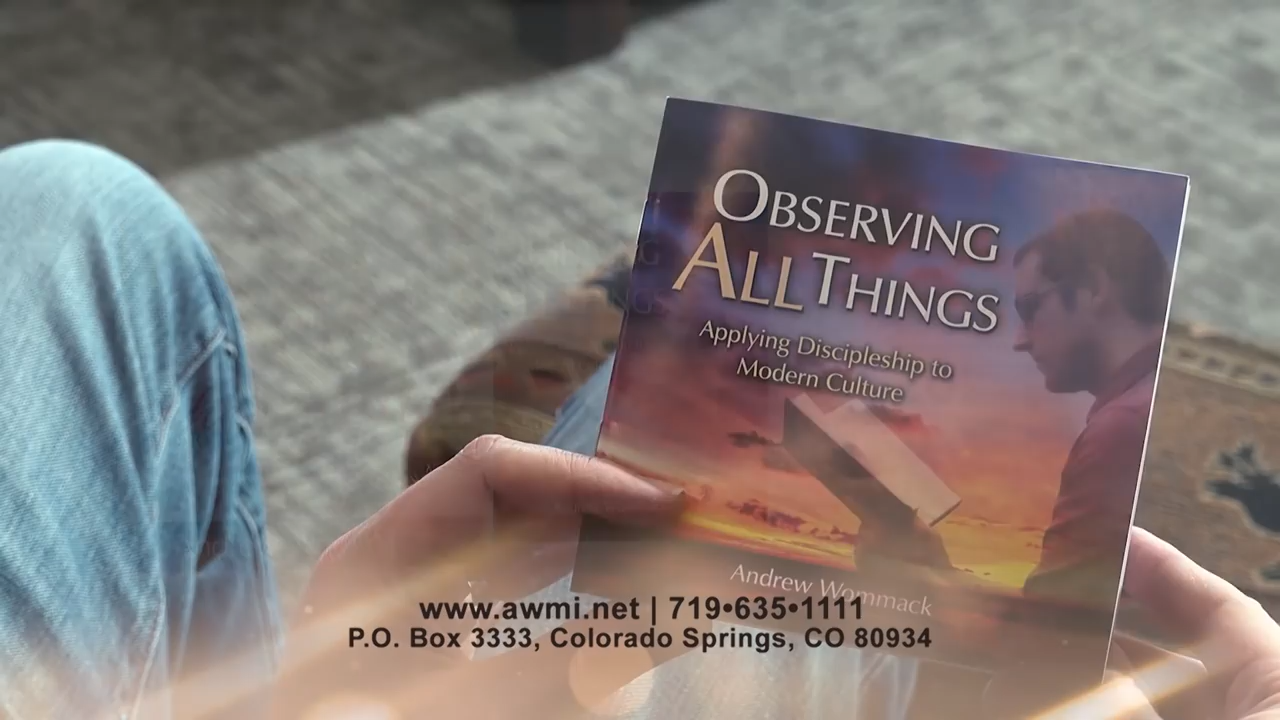 OBSERVING
ALL THINGS
Applying Discipleship to
Modern Culture
Andrew Wommack
www.awmi.net | 719•635•1111
P.O. Box 3333, Colorado Springs, CO 80934